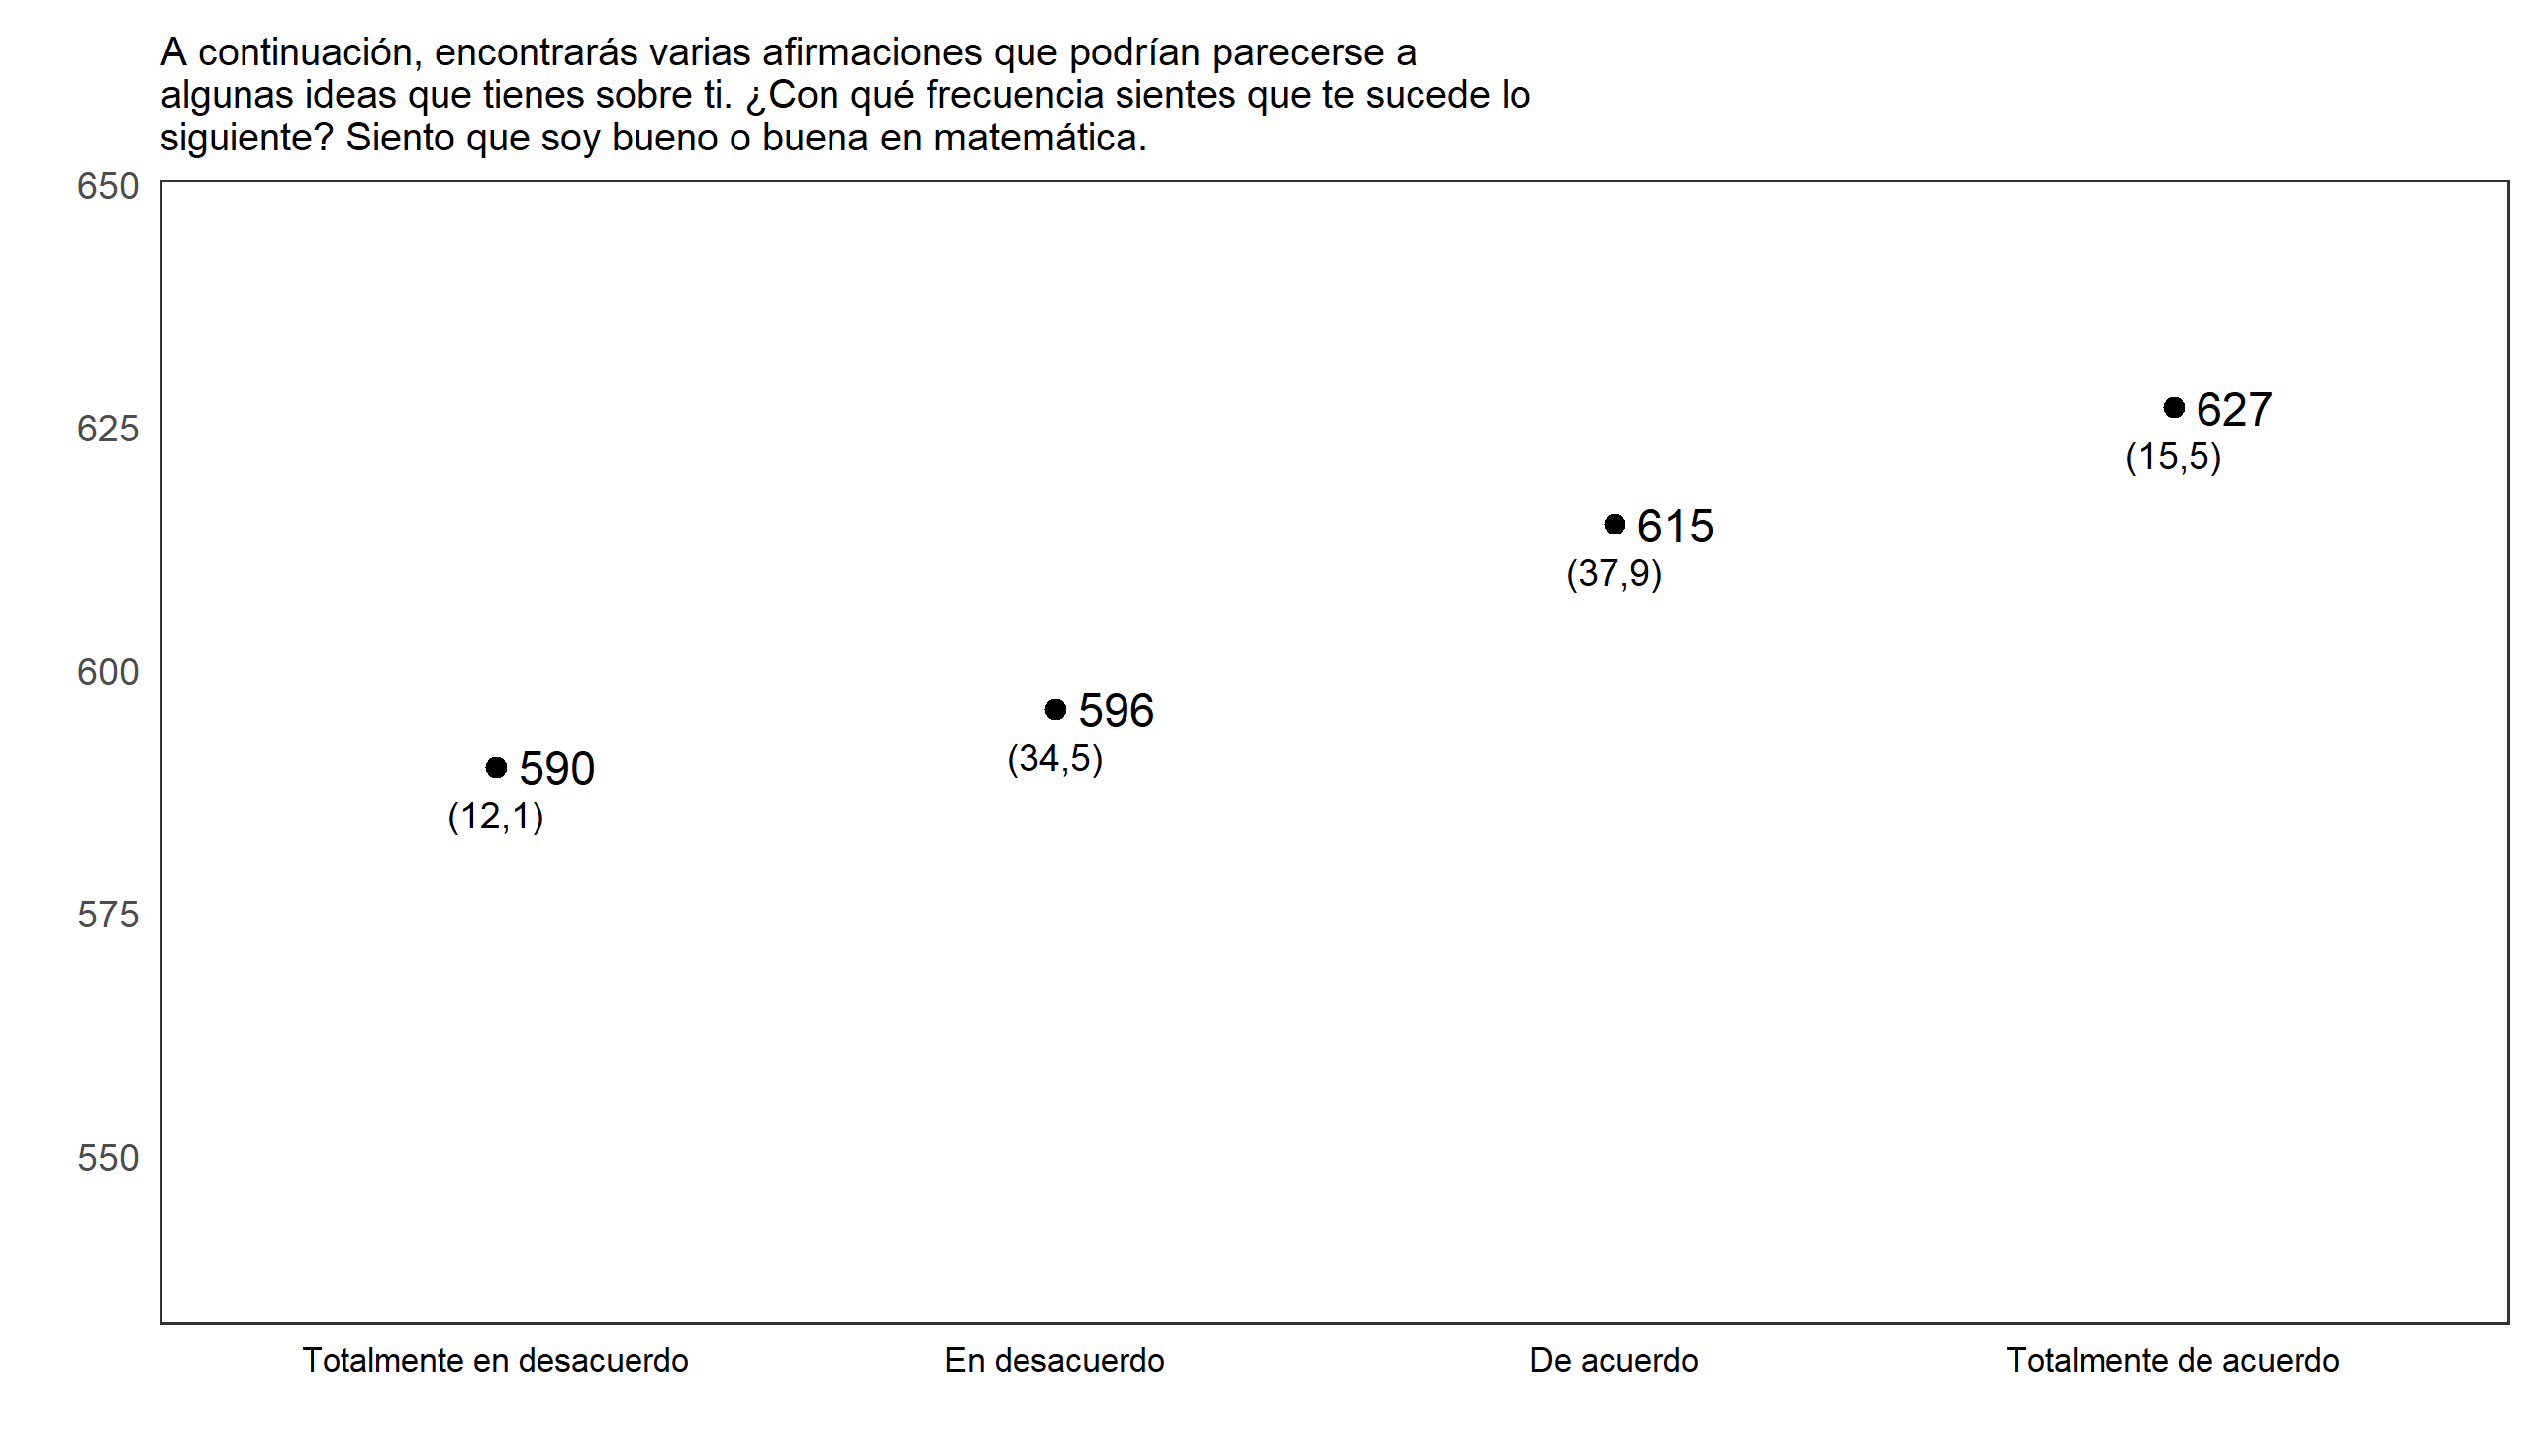 A continuación, encontrarás varias afirmaciones que podrían parecerse a
algunas ideas que tienes sobre ti. ¿Con qué frecuencia sientes que te sucede lo
siguiente? Siento que soy bueno o buena en matemática.
650
625
600
575
550
627
(15,5)
615
(37,9)
596
(34,5)
590
(12,1)
Totalmente en desacuerdo
En desacuerdo
De acuerdo
Totalmente de acuerdo